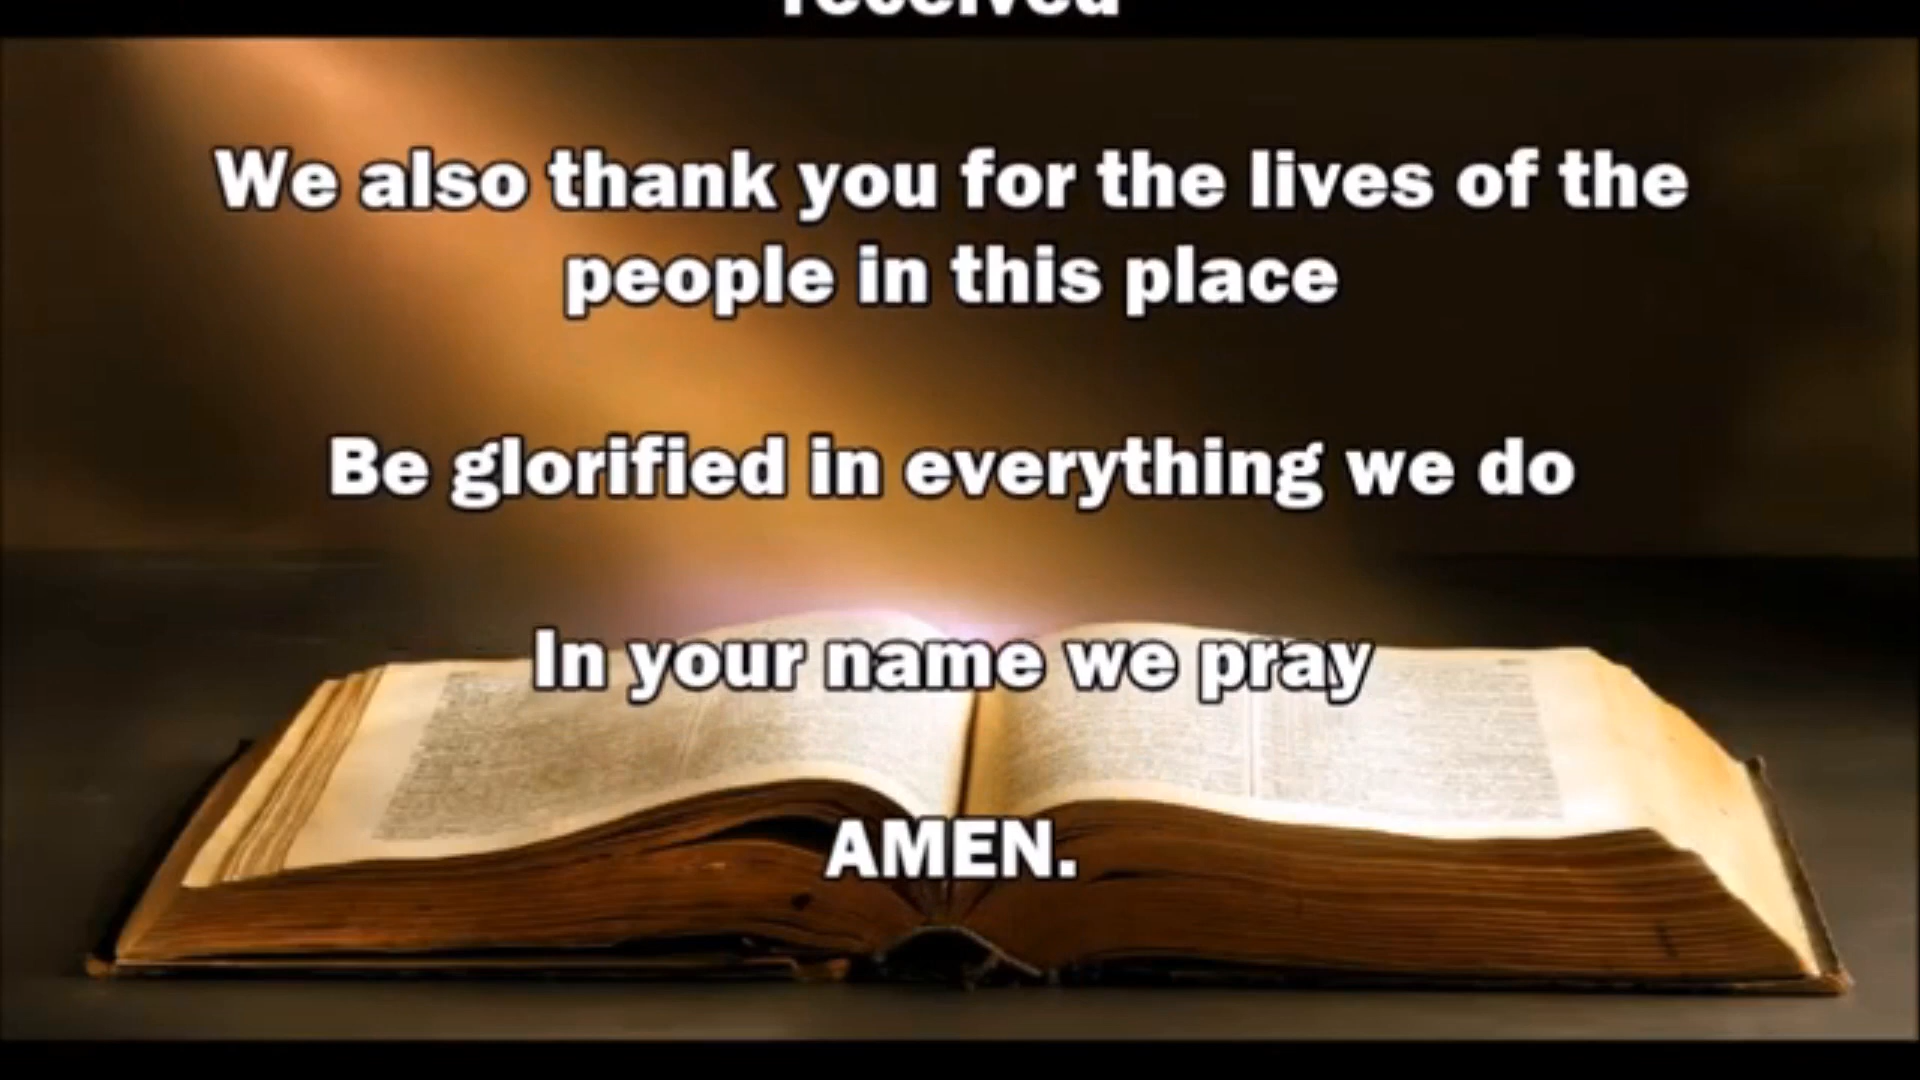 received
We also thank you for the lives of the
people in this place
Be glorified in everything we do
In your name we pray
AMEN.